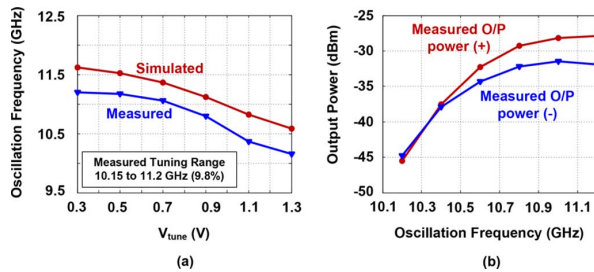 Oscillation Frequency (GHz)
12.5
11.5
10.5
9.5
Simulated
Measured
Measured Tuning Range
10.15 to 11.2 GHz (9.8%)
0.3 0.5 0.7 0.9 1.1 1.3
Vtune (V)
(a)
Output Power (dBm)
-25
-30
-35
-40
-45
-50
Measured O/P
power (+)
Measured O/P
power (-)
10.1 10.3 10.5 10.7 10.9 11.1
Oscillation Frequency (GHz)
(b)